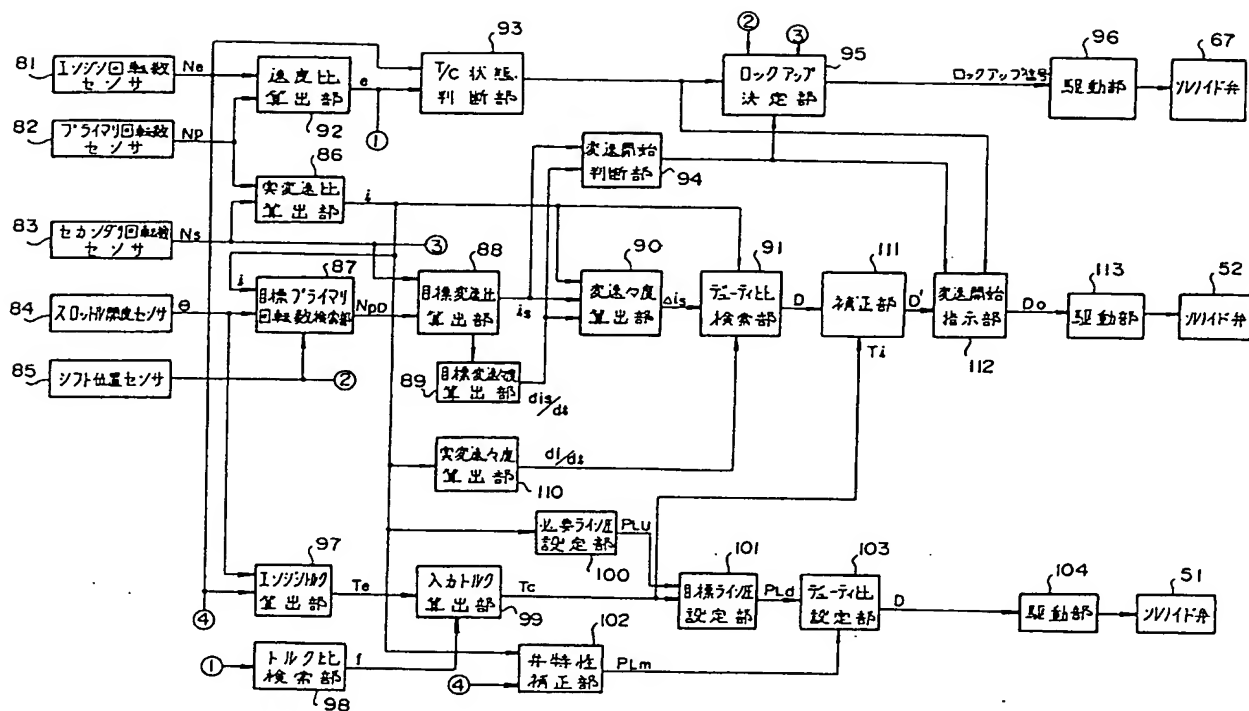 81
エンジン回転数
センサ
Ne
82
プライマリ回転数
センサ
Np
83
セカンダリ回転数
センサ
Ns
84
スロットル開度センサ
θ
85
シフト位置センサ
②
速度比
算出部
92
e
①
86
実変速比
算出部
i
③
93
T/C状態
判断部
②
③
95
ロックアップ
決定部
ロックアップ信号
96
駆動部
67
ソレノイド弁
変速開始
判断部
94
87
i
目標プライマリ
回転数検索部
NpD
88
目標変速比
算出部
is
89
目標変速々度
算出部
dis/dt
90
変速々度
算出部
Δis
91
デューティ比
検索部
D
111
補正部
D'
Ti
変速開始
指示部
112
Do
113
駆動部
52
ソレノイド弁
実変速々度
算出部
110
di/dt
必要ライン圧
設定部
100
PLu
97
エンジントルク
算出部
Te
④
入力トルク
算出部
99
Tc
①
トルク比
検索部
98
t
101
目標ライン圧
設定部
PLd
102
弁特性
補正部
④
PLm
103
デューティ比
設定部
D
104
駆動部
51
ソレノイド弁